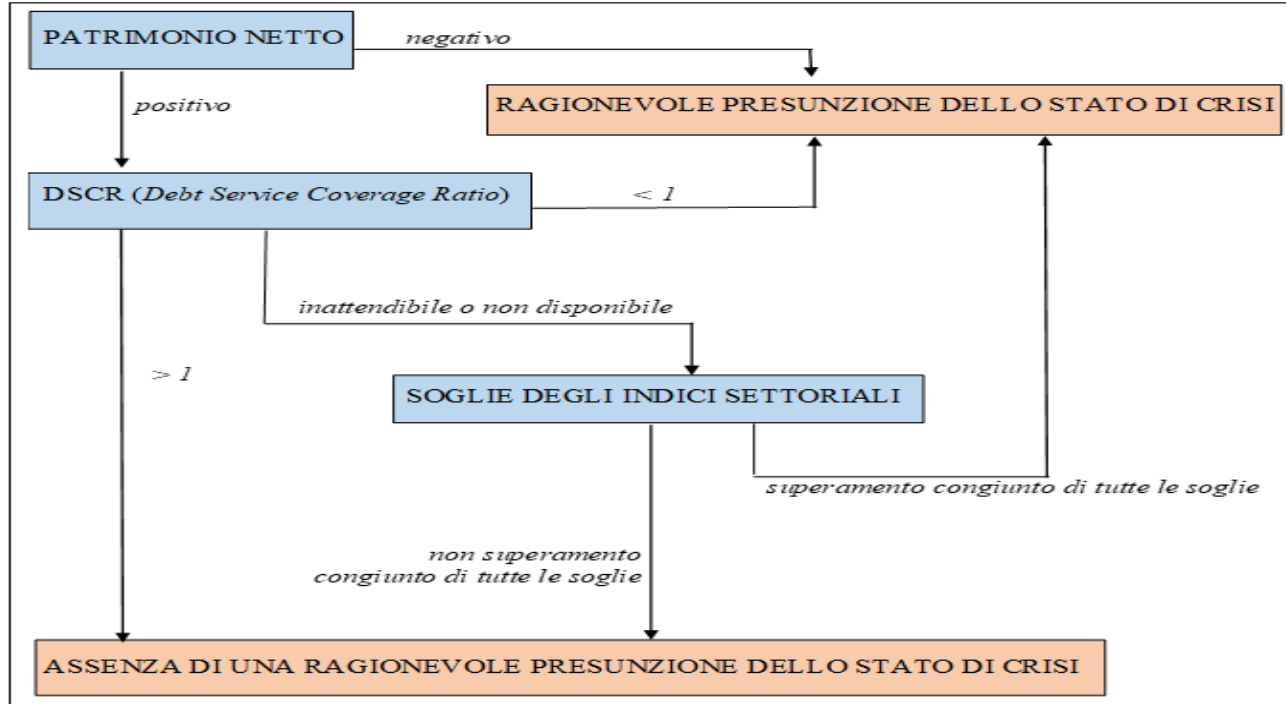 PATRIMONIO NETTO
negativo
positivo
RAGIONEVOLE PRESUNZIONE DELLO STATO DI CRISI
DSCR (Debt Service Coverage Ratio)
< 1
inattendibile o non disponibile
> 1
SOGLIE DEGLI INDICI SETTORIALI
superamento congiunto di tutte le soglie
non superamento
congiunto di tutte le soglie
ASSENZA DI UNA RAGIONEVOLE PRESUNZIONE DELLO STATO DI CRISI